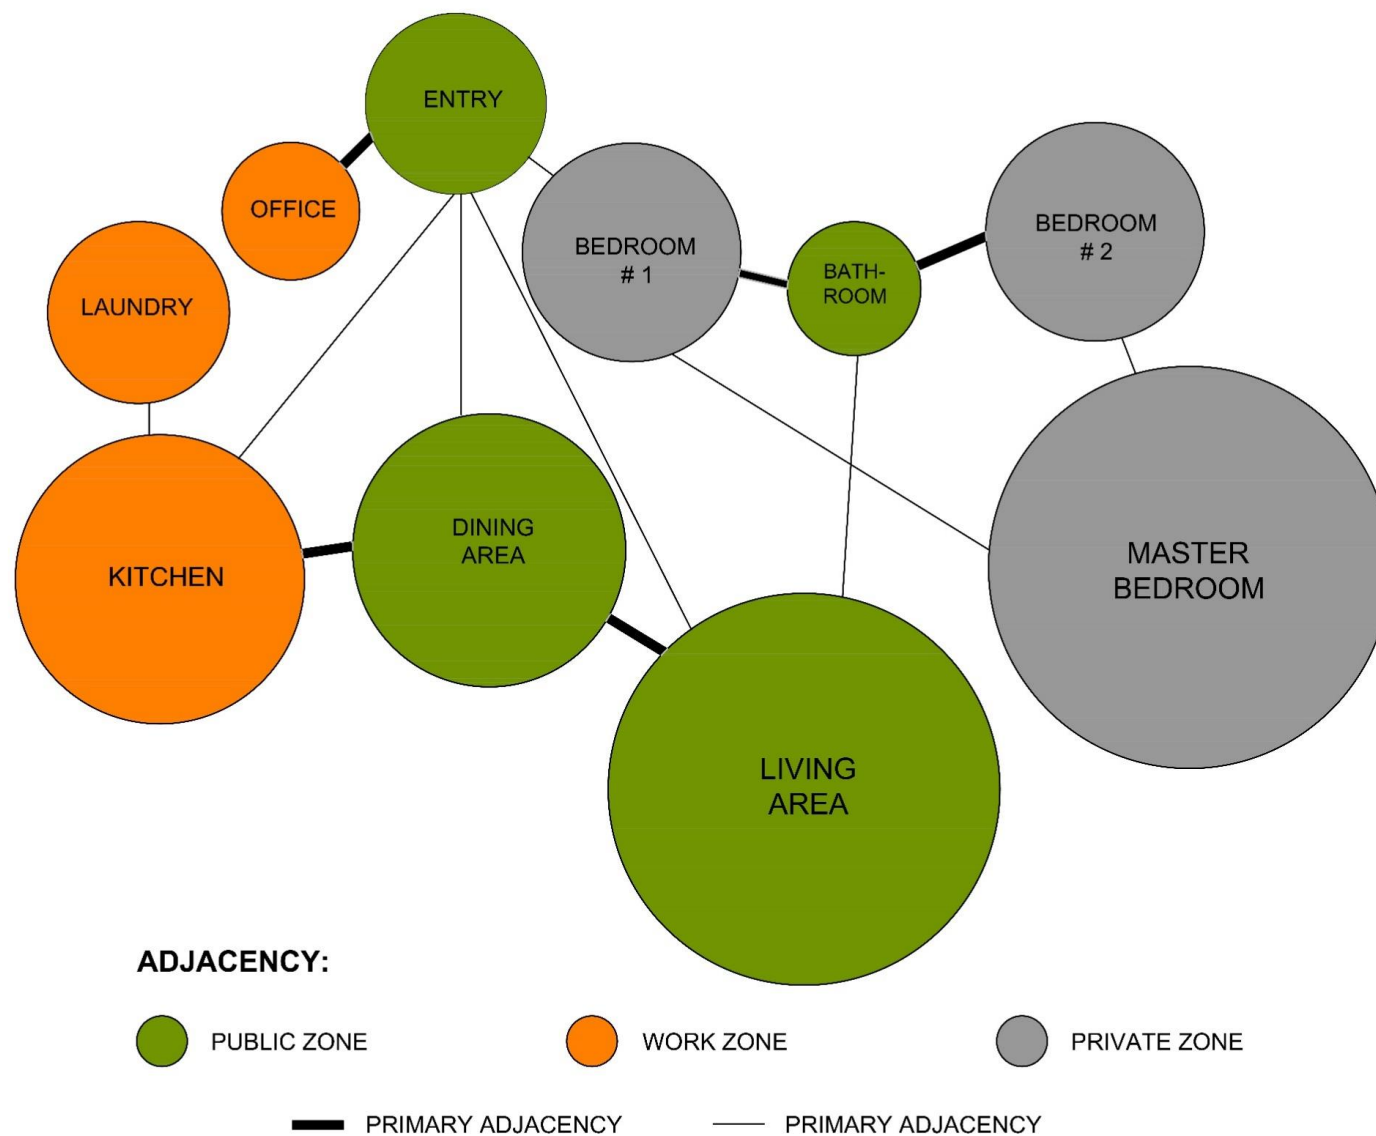 ENTRY
OFFICE
LAUNDRY
BEDROOM
# 1
BATH-
ROOM
BEDROOM
# 2
KITCHEN
DINING
AREA
MASTER
BEDROOM
LIVING
AREA
ADJACENCY:
PUBLIC ZONE
WORK ZONE
PRIVATE ZONE
PRIMARY ADJACENCY
PRIMARY ADJACENCY